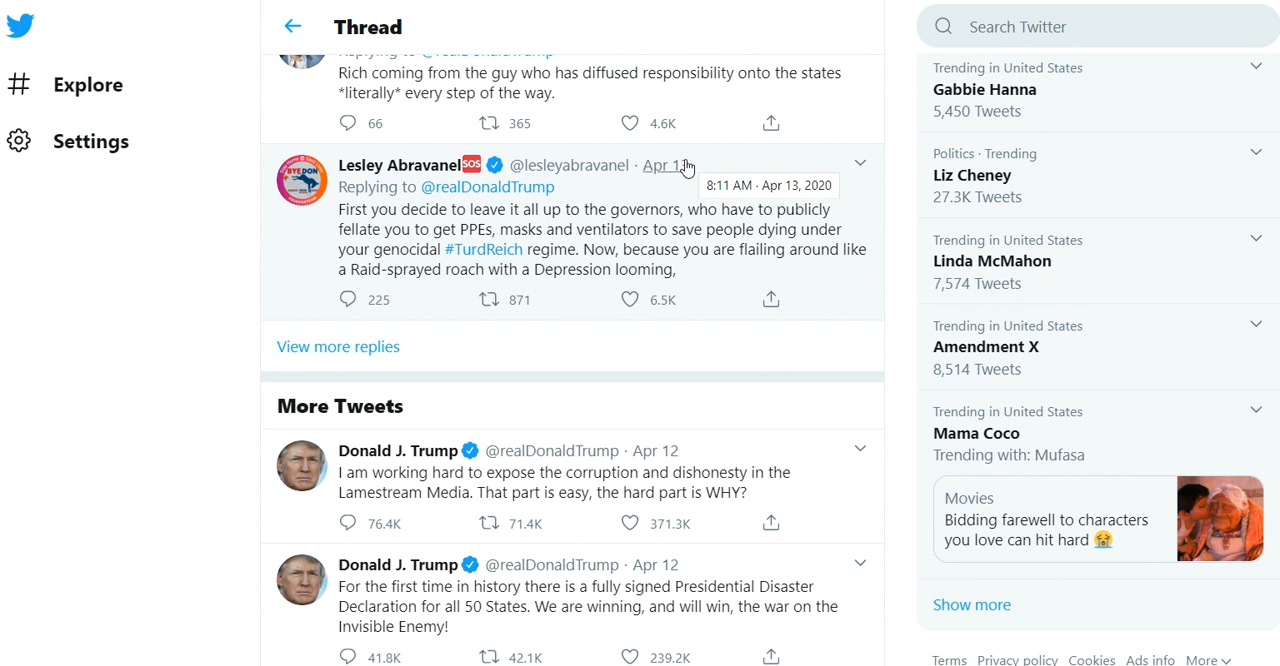 Explore
Settings
Thread
Rich coming from the guy who has diffused responsibility onto the states
*literally* every step of the way.
66 365 4.6K
Lesley Abravanel🆘 @lesleyabravanel · Apr 13
8:11 AM · Apr 13, 2020
Replying to @realDonaldTrump
First you decide to leave it all up to the governors, who have to publicly
fellate you to get PPEs, masks and ventilators to save people dying under
your genocidal #TurdReich regime. Now, because you are flailing around like
a Raid-sprayed roach with a Depression looming,
225 871 6.5K
View more replies
More Tweets
Donald J. Trump @realDonaldTrump · Apr 12
I am working hard to expose the corruption and dishonesty in the
Lamestream Media. That part is easy, the hard part is WHY?
76.4K 71.4K 371.3K
Donald J. Trump @realDonaldTrump · Apr 12
For the first time in history there is a fully signed Presidential Disaster
Declaration for all 50 States. We are winning, and will win, the war on the
Invisible Enemy!
41.8K 42.1K 239.2K
Search Twitter
Trending in United States
Gabbie Hanna
5,450 Tweets
Politics · Trending
Liz Cheney
27.3K Tweets
Trending in United States
Linda McMahon
7,574 Tweets
Trending in United States
Amendment X
8,514 Tweets
Trending in United States
Mama Coco
Trending with: Mufasa
Movies
Bidding farewell to characters
you love can hit hard 😭
Show more
Terms Privacy policy Cookies Ads info More